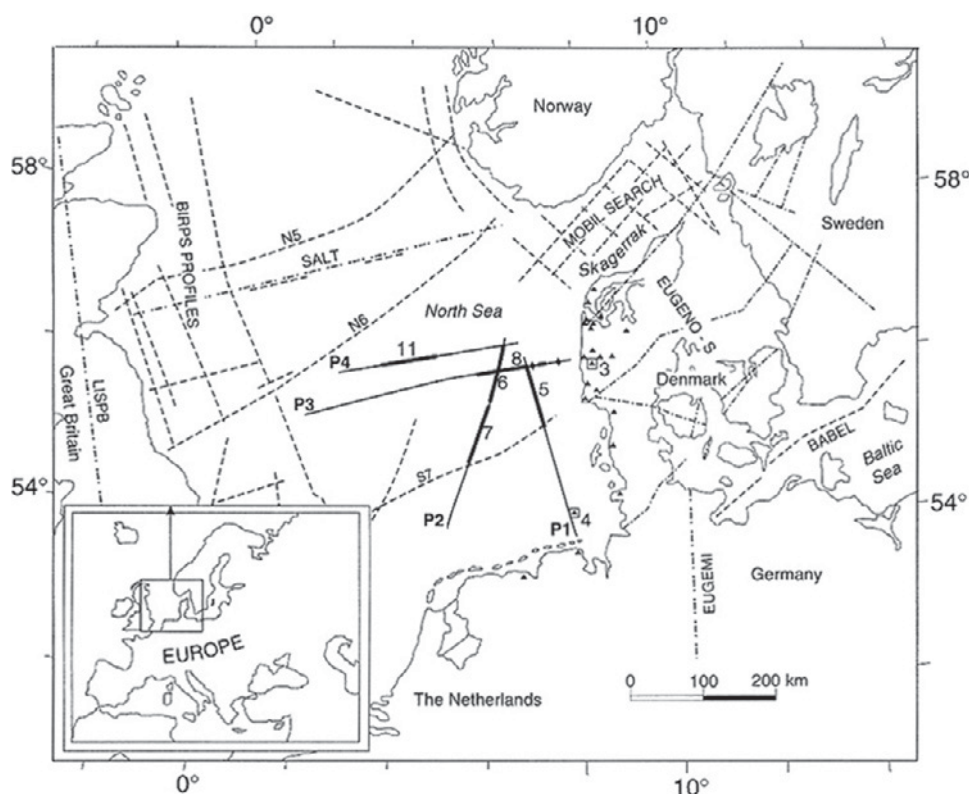 0°
10°
Norway
58°
58°
BIRPS PROFILES
MOBIL SEARCH
N5
Skagerrak
Sweden
SALT
EUGENO-S
N6
North Sea
11
8
3
P4
6
5
Denmark
Great Britain
LISPB
P3
7
BABEL
Baltic Sea
S7
54°
54°
P2
P1
4
EUGEMI
Germany
EUROPE
0
100
200 km
The Netherlands
0°
10°